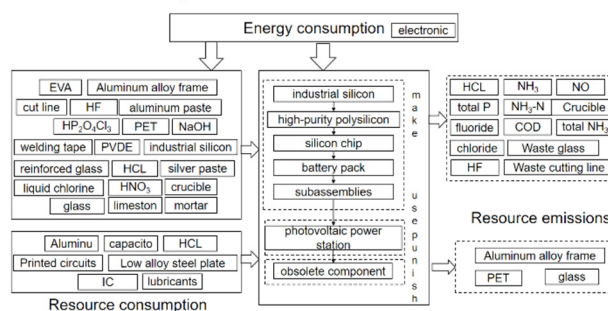 Energy consumption
electronic
EVA Aluminum alloy frame
cut line HF aluminum paste
HP₂O₄Cl₃ PET NaOH
welding tape PVDE industrial silicon
reinforced glass HCL silver paste
liquid chlorine HNO₃ crucible
glass limeston mortar
Aluminu capacito HCL
Printed circuits Low alloy steel plate
IC lubricants
Resource consumption
industrial silicon
high-purity polysilicon
silicon chip
battery pack
subassemblies
photovoltaic power
station
obsolete component
make
use
punish
HCL NH₃ NO
total P NH₃-N Crucible
fluoride COD total NH₃
chloride Waste glass
HF Waste cutting line
Resource emissions
Aluminum alloy frame
PET glass